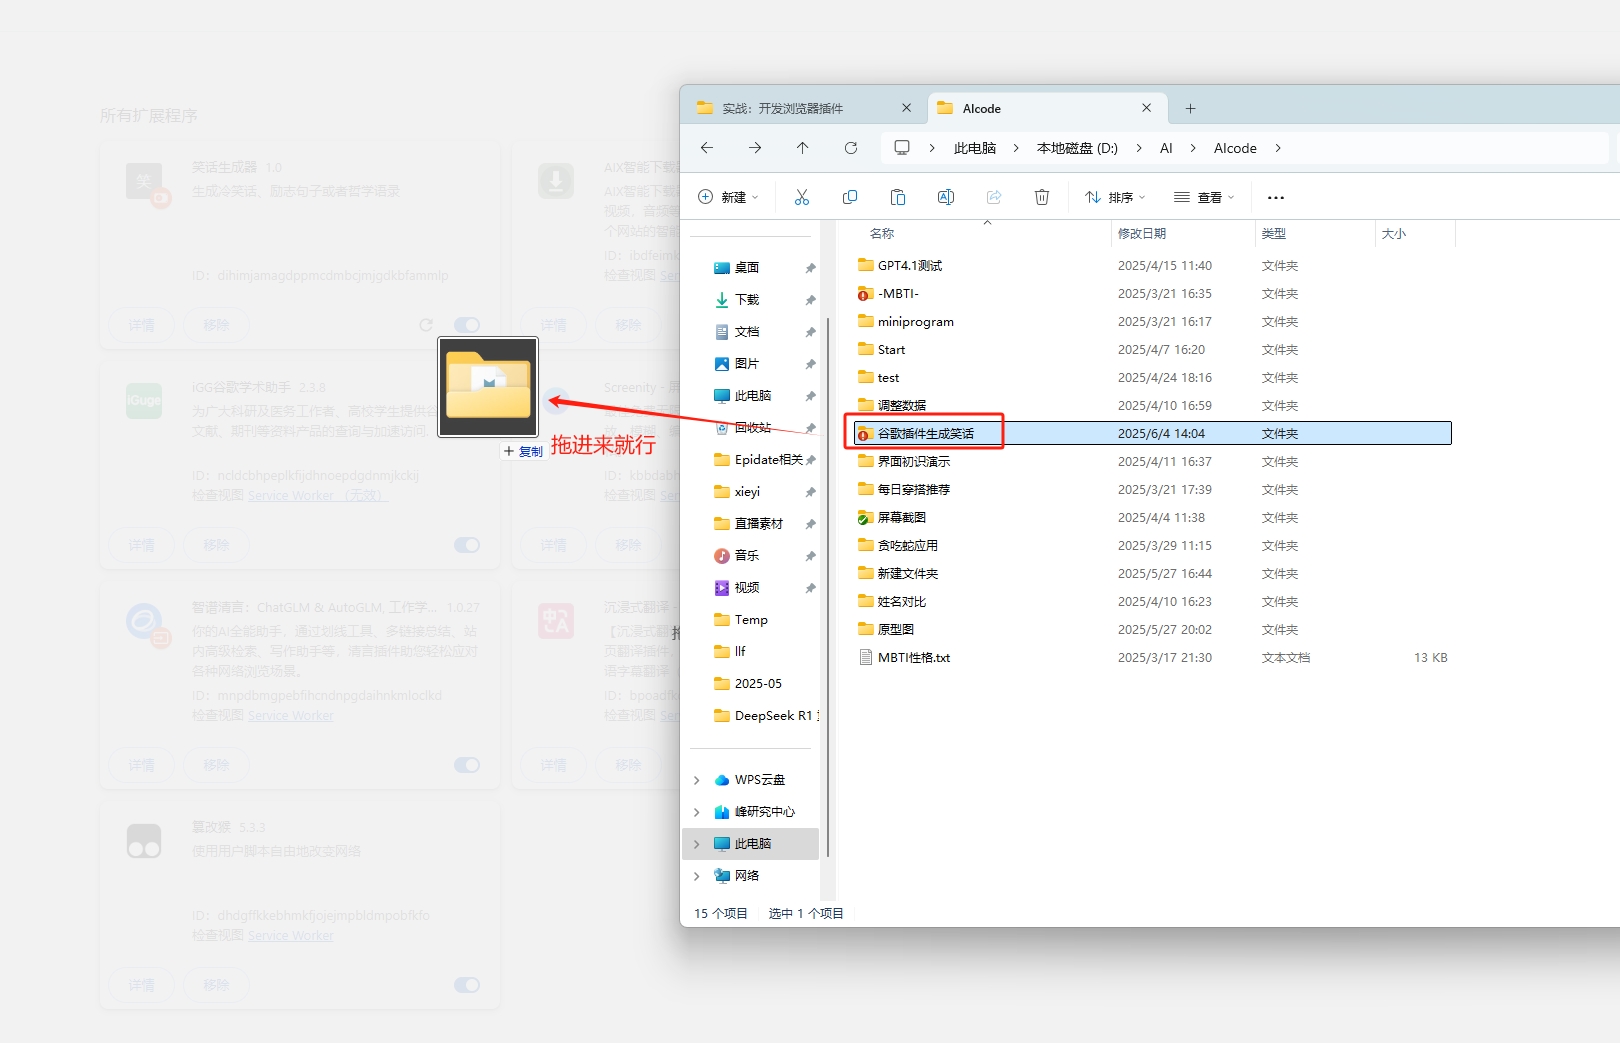 所有扩展程序
笑话生成器 1.0
生成冷笑话、励志句子或者哲学语录
ID：dihimjamagdppmcdmbcjmjgdkbfammlp
详情
移除
AIX智能下载
AIX智能下载
视频，音频等
个网站的智能
ID：ibdfeimk
检查视图 Ser
详情
移除
iGuge
iGG谷歌学术助手 2.3.8
为广大科研及医务工作者、高校学生提供谷
文献、期刊等资料产品的查询与加速访问.
ID：ncldcbhpeplkfijdhnoepdgdnmjkckij
检查视图 Service Worker （无效）
详情
移除
Screenity - 屏
ID：kbbdabh
检查视图 Ser
详情
移除
智谱清言：ChatGLM & AutoGLM, 工作学... 1.0.27
你的AI全能助手，通过划线工具、多链接总结、站
内高级检索、写作助手等，清言插件助您轻松应对
各种网络浏览场景。
ID：mnpdbmgpebfihcndnpgdaihnkmloclkd
检查视图 Service Worker
详情
移除
沉浸式翻译 -
【沉浸式翻
页翻译插件，
语字幕翻译（
ID：bpoadfk
检查视图 Ser
详情
移除
篡改猴 5.3.3
使用用户脚本自由地改变网络
ID：dhdgffkkebhmkfjojejmpbldmpobfkfo
检查视图 Service Worker
详情
移除
+ 复制
拖进来就行
实战：开发浏览器插件
AIcode
此电脑 > 本地磁盘 (D:) > AI > AIcode >
新建
排序
查看
名称 修改日期 类型 大小
桌面
下载
文档
图片
此电脑
回收站
Epidate相关
xieyi
直播素材
音乐
视频
Temp
llf
2025-05
DeepSeek R1
WPS云盘
峰研究中心
此电脑
网络
GPT4.1测试 2025/4/15 11:40 文件夹
-MBTI- 2025/3/21 16:35 文件夹
miniprogram 2025/3/21 16:17 文件夹
Start 2025/4/7 16:20 文件夹
test 2025/4/24 18:16 文件夹
调整数据 2025/4/10 16:59 文件夹
谷歌插件生成笑话 2025/6/4 14:04 文件夹
界面初识演示 2025/4/11 16:37 文件夹
每日穿搭推荐 2025/3/21 17:39 文件夹
屏幕截图 2025/4/4 11:38 文件夹
贪吃蛇应用 2025/3/29 11:15 文件夹
新建文件夹 2025/5/27 16:44 文件夹
姓名对比 2025/4/10 16:23 文件夹
原型图 2025/5/27 20:02 文件夹
MBTI性格.txt 2025/3/17 21:30 文本文档 13 KB
15 个项目 选中 1 个项目